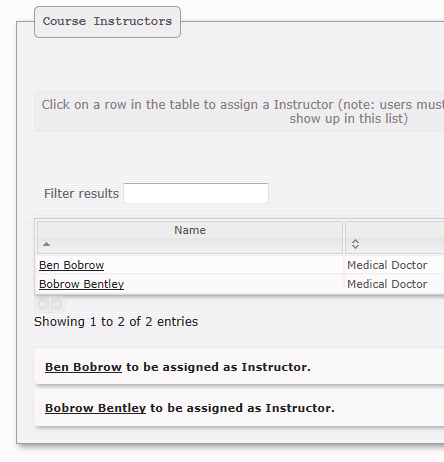 Course Instructors
Click on a row in the table to assign a Instructor (note: users must
show up in this list)
Filter results
Name
Ben Bobrow Medical Doctor
Bobrow Bentley Medical Doctor
Showing 1 to 2 of 2 entries
Ben Bobrow to be assigned as Instructor.
Bobrow Bentley to be assigned as Instructor.